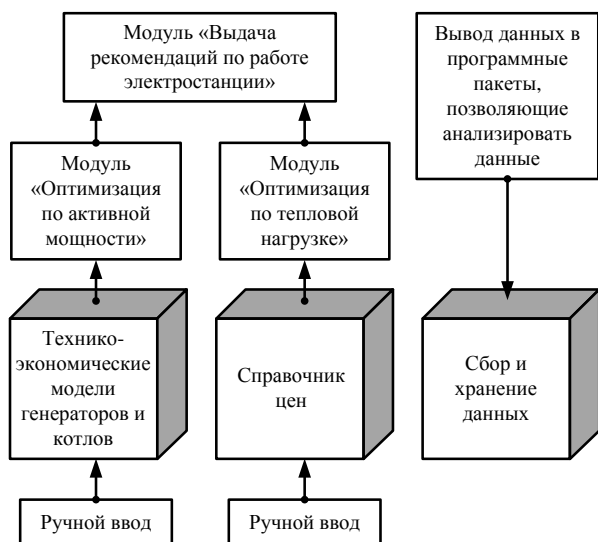 Модуль «Выдача
рекомендаций по работе
электростанции»
Вывод данных в
программные
пакеты,
позволяющие
анализировать
данные
Модуль
«Оптимизация
по активной
мощности»
Модуль
«Оптимизация
по тепловой
нагрузке»
Технико-
экономические
модели
генераторов и
котлов
Справочник
цен
Сбор и
хранение
данных
Ручной ввод
Ручной ввод